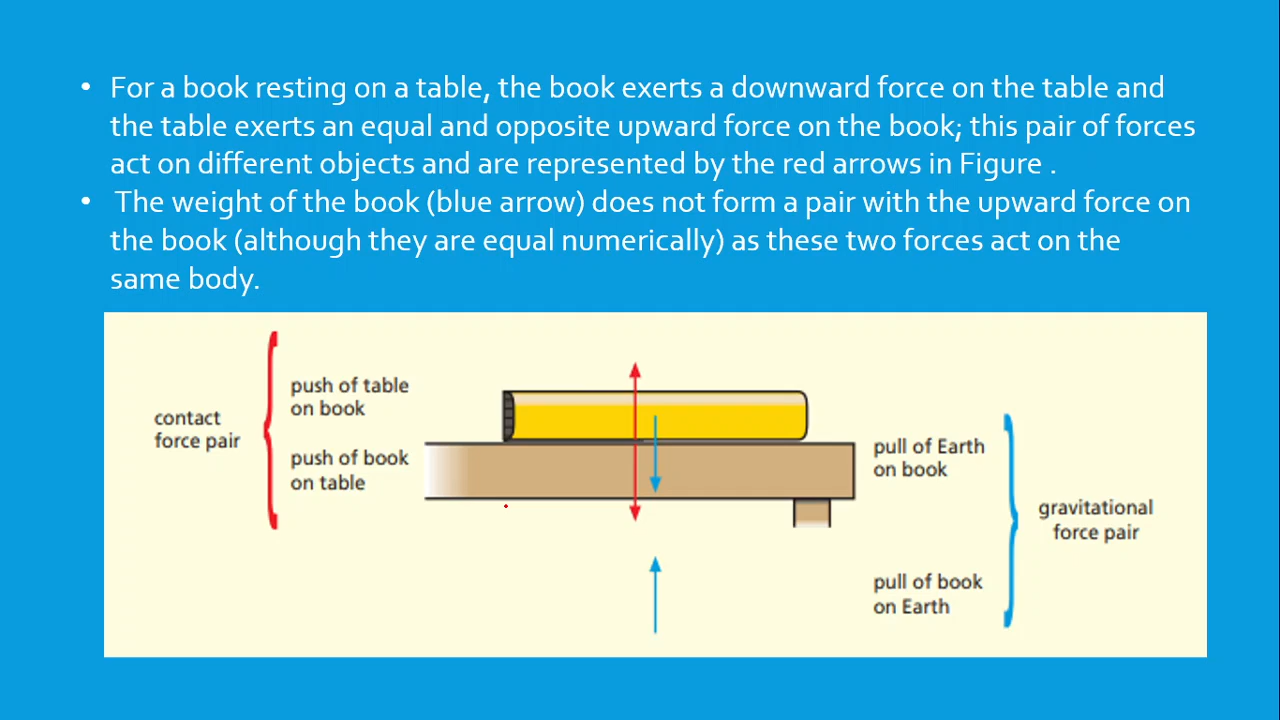 • For a book resting on a table, the book exerts a downward force on the table and
the table exerts an equal and opposite upward force on the book; this pair of forces
act on different objects and are represented by the red arrows in Figure .
• The weight of the book (blue arrow) does not form a pair with the upward force on
the book (although they are equal numerically) as these two forces act on the
same body.
contact
force pair
push of table
on book
push of book
on table
pull of Earth
on book
pull of book
on Earth
gravitational
force pair